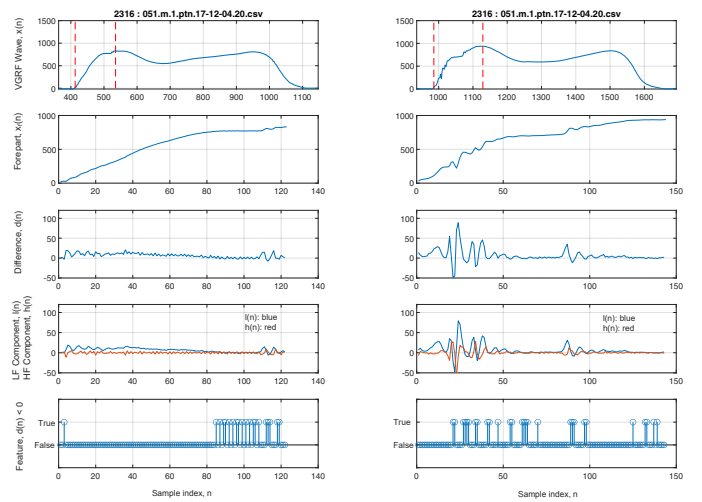 2316 : 051.m.1.ptn.17-12-04.20.csv
VGRF Wave, x(n)
1500
1000
500
0
400 500 600 700 800 900 1000 1100
Forepart, xf(n)
1000
500
0
0 20 40 60 80 100 120 140
Difference, d(n)
100
50
0
-50
0 20 40 60 80 100 120 140
LF Component, l(n)
HF Component, h(n)
100
50
0
-50
l(n): blue
h(n): red
0 20 40 60 80 100 120 140
Feature, d(n) < 0
True
False
0 20 40 60 80 100 120 140
Sample index, n
2316 : 051.m.1.ptn.17-12-04.20.csv
1500
1000
500
0
1000 1100 1200 1300 1400 1500 1600
1000
500
0
0 50 100 150
100
50
0
-50
0 50 100 150
100
50
0
-50
l(n): blue
h(n): red
0 50 100 150
True
False
0 50 100 150
Sample index, n